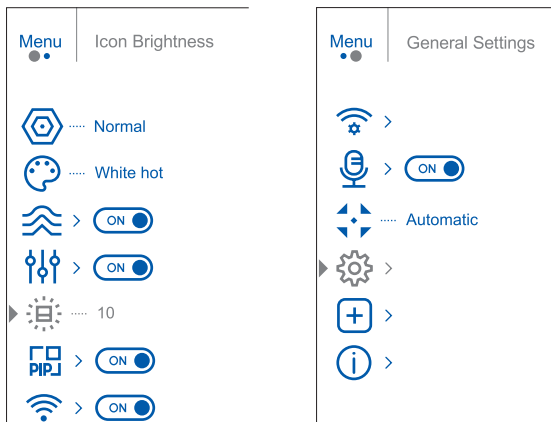 Menu
Icon Brightness
Normal
White hot
ON
ON
10
PIP
ON
ON
Menu
General Settings
ON
Automatic